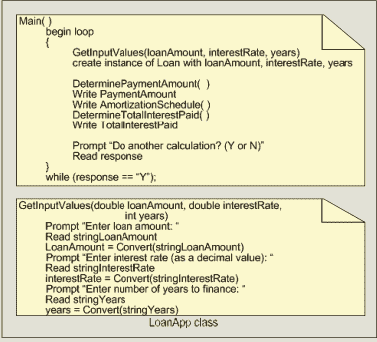 Main( )
begin loop
{
GetInputValues(loanAmount, interestRate, years)
create instance of Loan with loanAmount, interestRate, years
DeterminePaymentAmount( )
Write PaymentAmount
Write AmortizationSchedule( )
DetermineTotalInterestPaid( )
Write TotalInterestPaid
Prompt “Do another calculation? (Y or N)”
Read response
}
while (response == “Y”);
GetInputValues(double loanAmount, double interestRate,
int years)
Prompt “Enter loan amount: “
Read stringLoanAmount
LoanAmount = Convert(stringLoanAmount)
Prompt “Enter interest rate (as a decimal value): “
Read stringInterestRate
interestRate = Convert(stringInterestRate)
Prompt “Enter number of years to finance: “
Read stringYears
years = Convert(stringYears)
LoanApp class